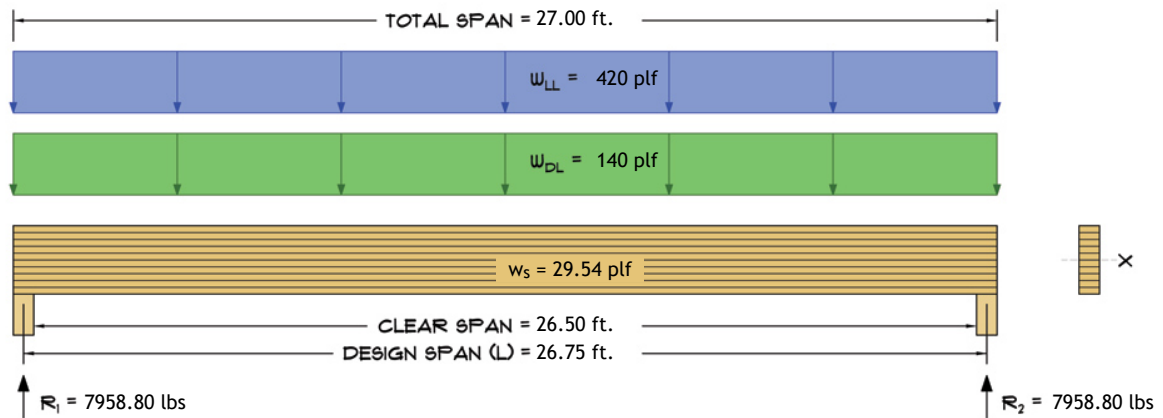 TOTAL SPAN = 27.00 ft.
wLL = 420 plf
wDL = 140 plf
ws = 29.54 plf
X
CLEAR SPAN = 26.50 ft.
DESIGN SPAN (L) = 26.75 ft.
R1 = 7958.80 lbs
R2 = 7958.80 lbs